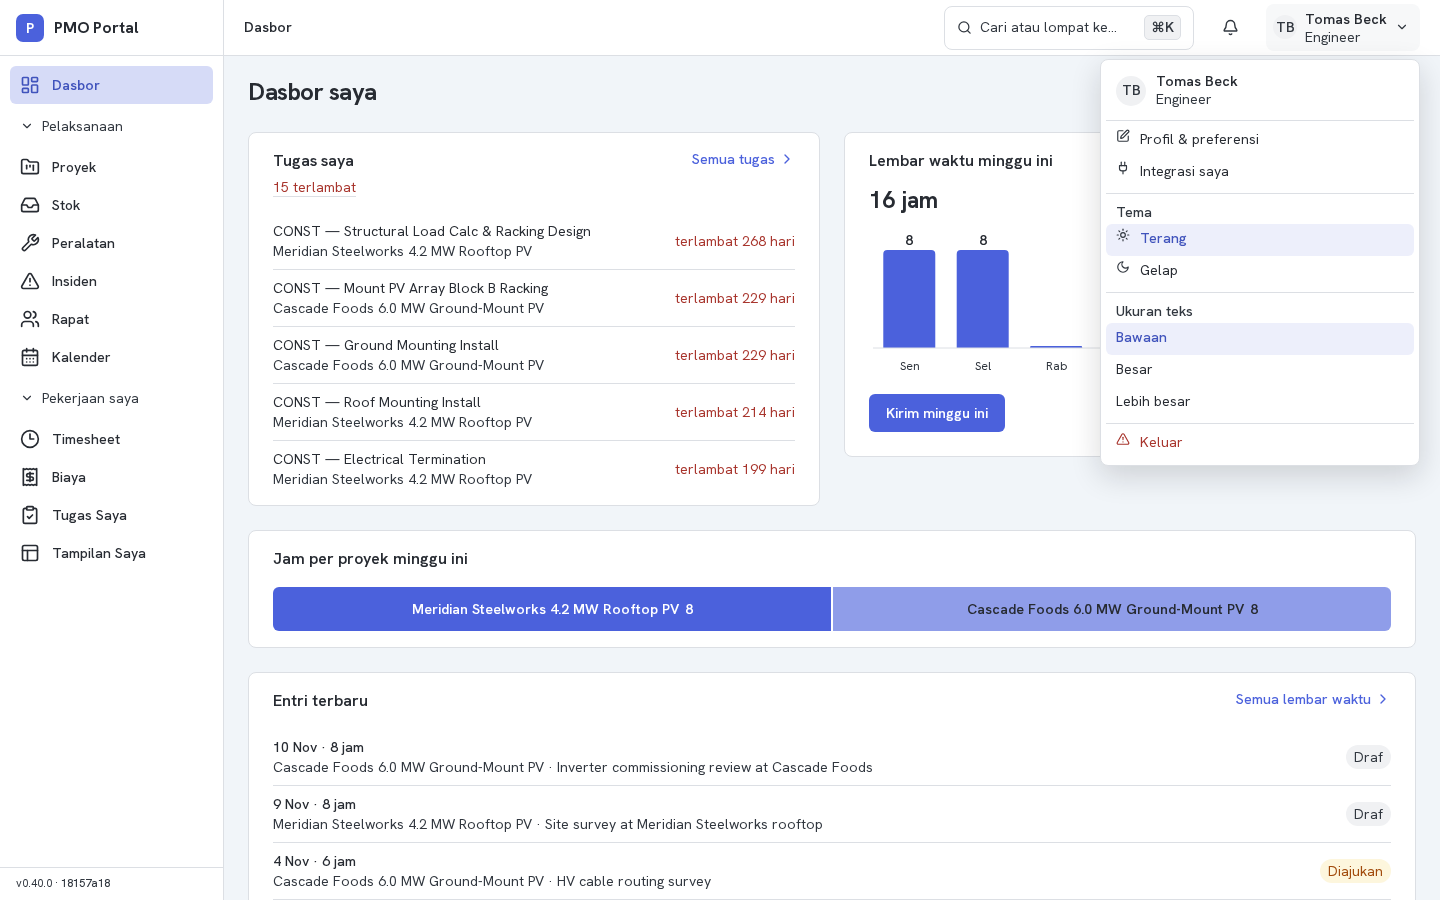 P PMO Portal
Dasbor
Cari atau lompat ke... ⌘K
TB Tomas Beck
Engineer
Dasbor
Pelaksanaan
Proyek
Stok
Peralatan
Insiden
Rapat
Kalender
Pekerjaan saya
Timesheet
Biaya
Tugas Saya
Tampilan Saya
v0.40.0 · 18157a18
Dasbor saya
Tugas saya
Semua tugas
15 terlambat
CONST — Structural Load Calc & Racking Design
Meridian Steelworks 4.2 MW Rooftop PV
terlambat 268 hari
CONST — Mount PV Array Block B Racking
Cascade Foods 6.0 MW Ground-Mount PV
terlambat 229 hari
CONST — Ground Mounting Install
Cascade Foods 6.0 MW Ground-Mount PV
terlambat 229 hari
CONST — Roof Mounting Install
Meridian Steelworks 4.2 MW Rooftop PV
terlambat 214 hari
CONST — Electrical Termination
Meridian Steelworks 4.2 MW Rooftop PV
terlambat 199 hari
Lembar waktu minggu ini
16 jam
8 8
Sen Sel Rab
Kirim minggu ini
TB Tomas Beck
Engineer
Profil & preferensi
Integrasi saya
Tema
Terang
Gelap
Ukuran teks
Bawaan
Besar
Lebih besar
Keluar
Jam per proyek minggu ini
Meridian Steelworks 4.2 MW Rooftop PV 8
Cascade Foods 6.0 MW Ground-Mount PV 8
Entri terbaru
Semua lembar waktu
10 Nov · 8 jam
Cascade Foods 6.0 MW Ground-Mount PV · Inverter commissioning review at Cascade Foods
Draf
9 Nov · 8 jam
Meridian Steelworks 4.2 MW Rooftop PV · Site survey at Meridian Steelworks rooftop
Draf
4 Nov · 6 jam
Cascade Foods 6.0 MW Ground-Mount PV · HV cable routing survey
Diajukan